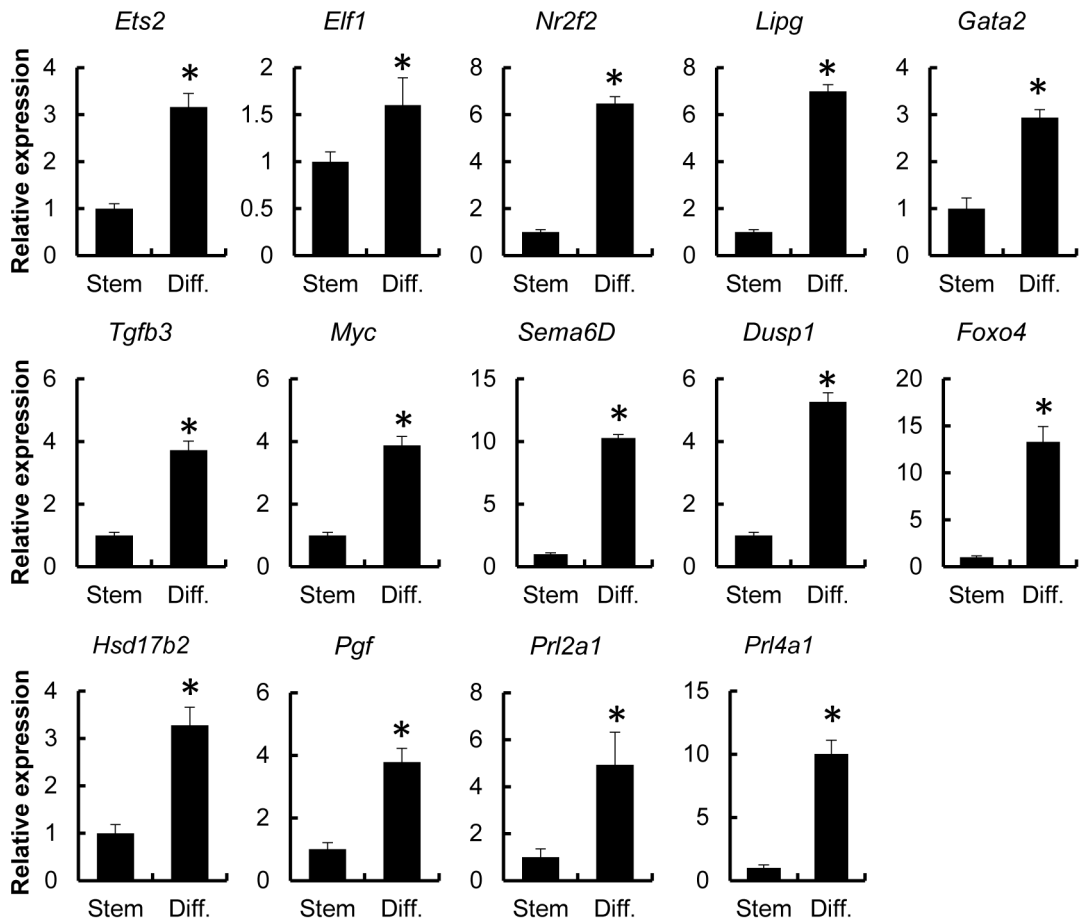 Ets2 Elf1 Nr2f2 Lipg Gata2
Relative expression
4 3 2 1 0
*
Stem Diff.
2 1.5 1 0.5 0
*
Stem Diff.
8 6 4 2 0
*
Stem Diff.
8 6 4 2 0
*
Stem Diff.
4 3 2 1 0
*
Stem Diff.
Tgfb3 Myc Sema6D Dusp1 Foxo4
Relative expression
6 4 2 0
*
Stem Diff.
6 4 2 0
*
Stem Diff.
15 10 5 0
*
Stem Diff.
6 4 2 0
*
Stem Diff.
20 15 10 5 0
*
Stem Diff.
Hsd17b2 Pgf Prl2a1 Prl4a1
Relative expression
4 3 2 1 0
*
Stem Diff.
6 4 2 0
*
Stem Diff.
8 6 4 2 0
*
Stem Diff.
15 10 5 0
*
Stem Diff.